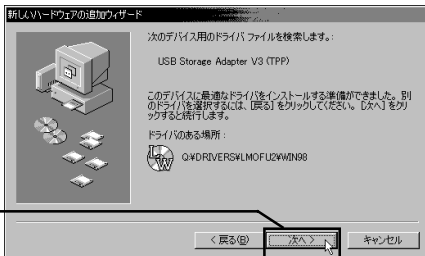 新しいハードウェアの追加ウィザード
次のデバイス用のドライバ ファイルを検索します。:
USB Storage Adapter V3 (TPP)
このデバイスに最適なドライバをインストールする準備ができました。別
のドライバを選択するには、[戻る] をクリックしてください。[次へ] をクリ
ックすると続行します。
ドライバのある場所:
Q:¥DRIVERS¥LMOFU2¥WIN98
< 戻る(B)
次へ >
キャンセル